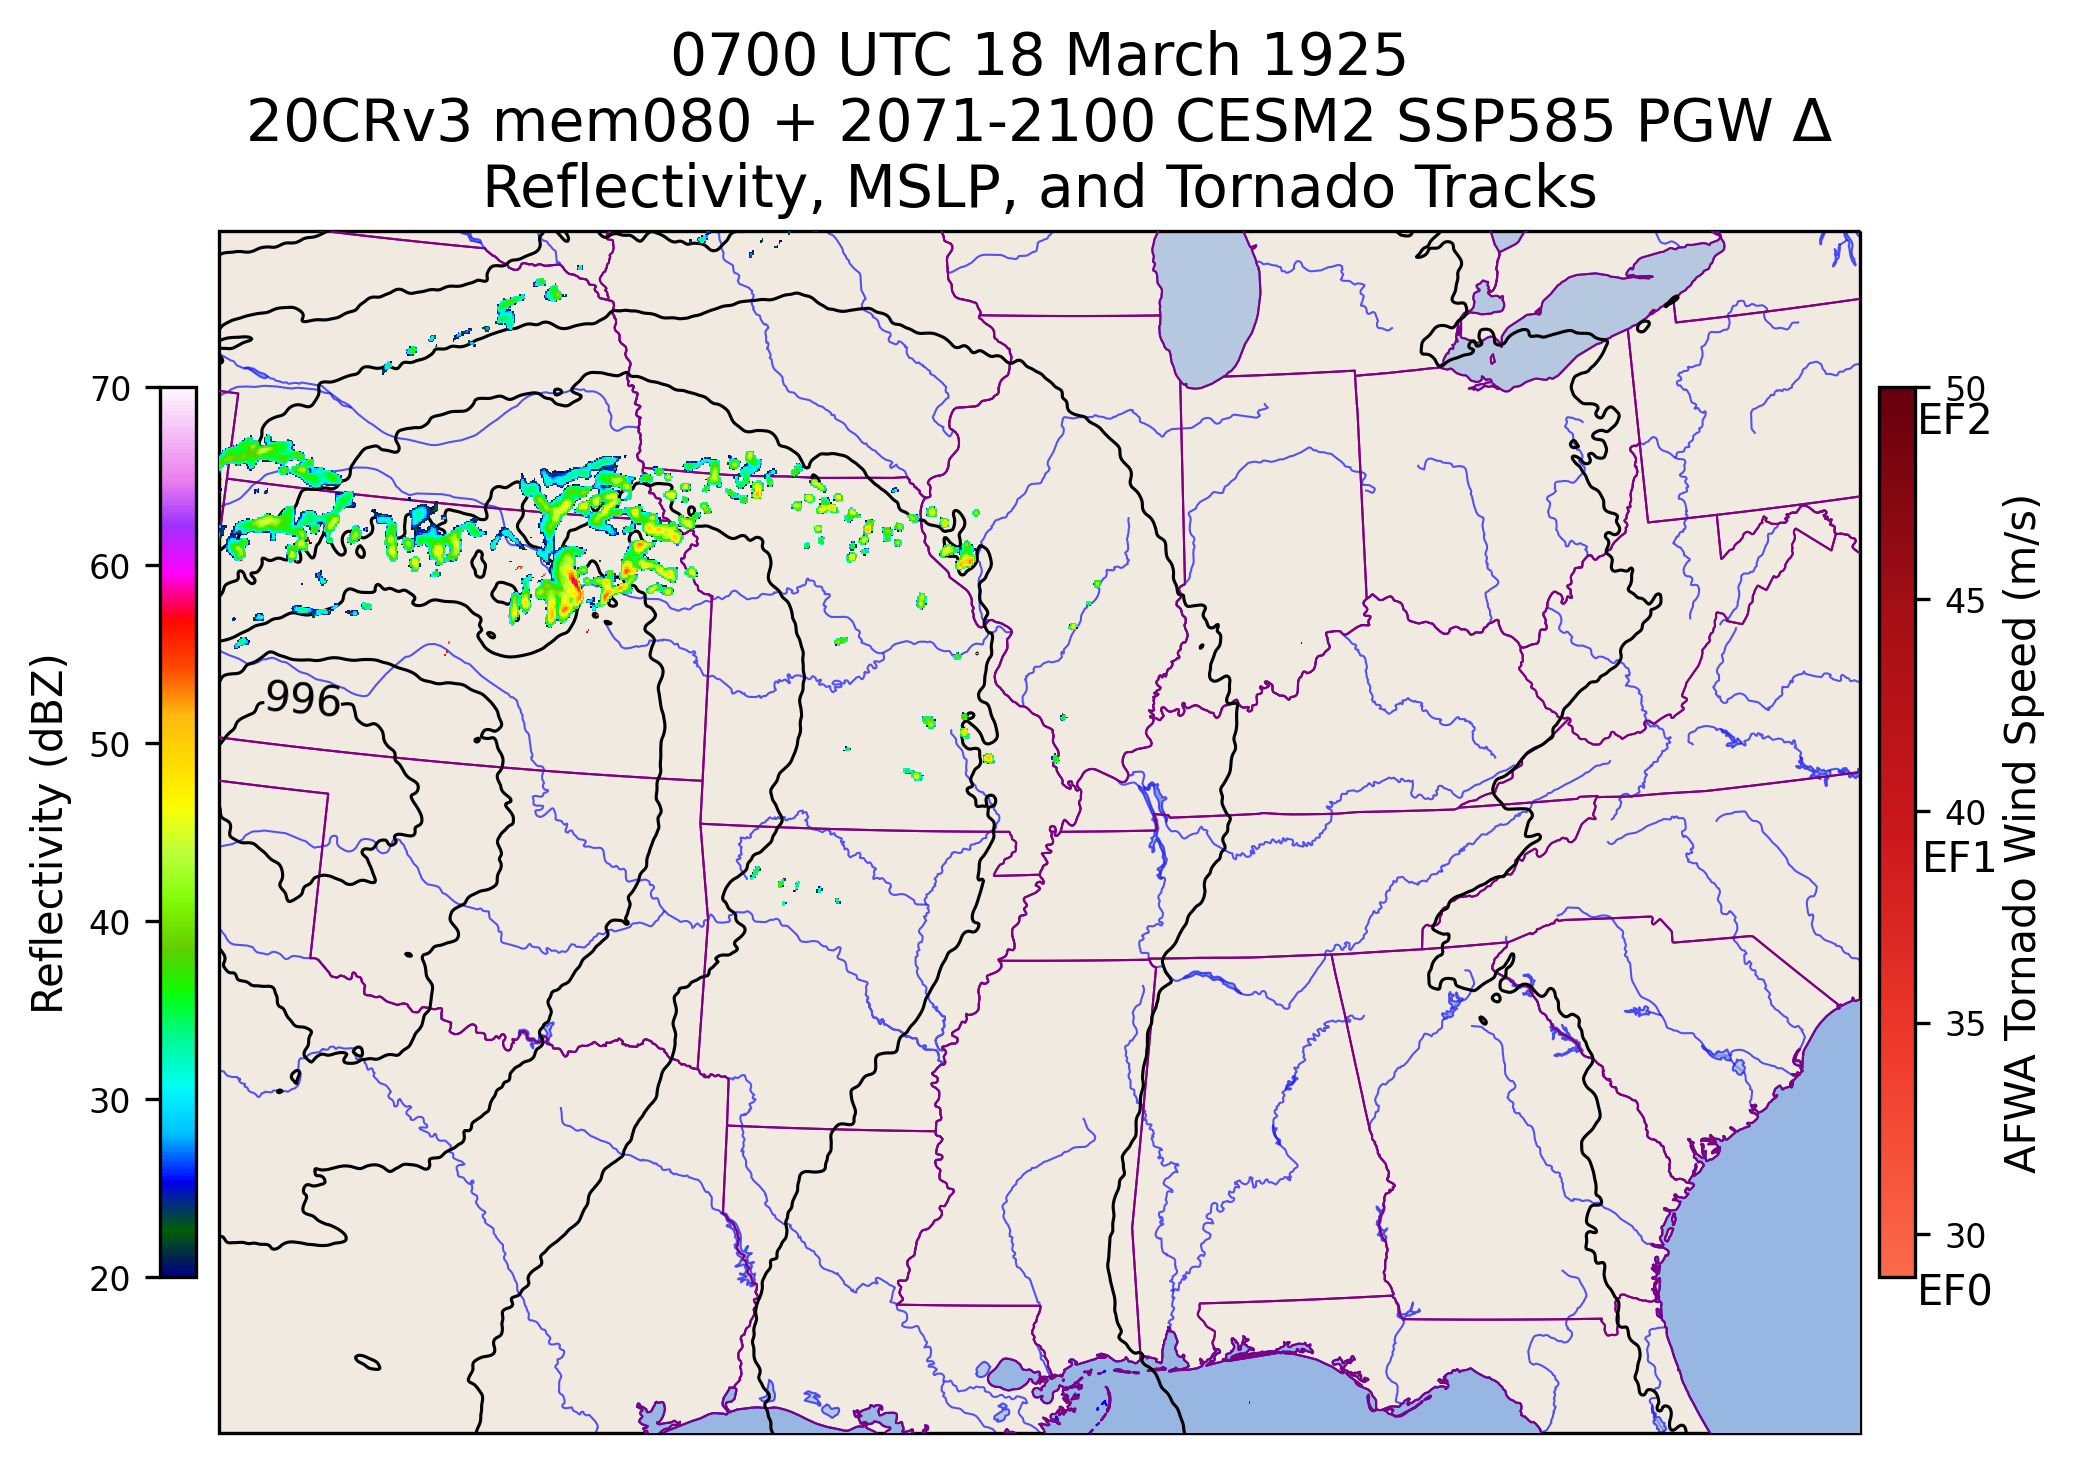 0700 UTC 18 March 1925
20CRv3 mem080 + 2071-2100 CESM2 SSP585 PGW Δ
Reflectivity, MSLP, and Tornado Tracks
70
60
50
40
30
20
Reflectivity (dBZ)
996
50
EF2
45
40
EF1
35
30
EF0
AFWA Tornado Wind Speed (m/s)